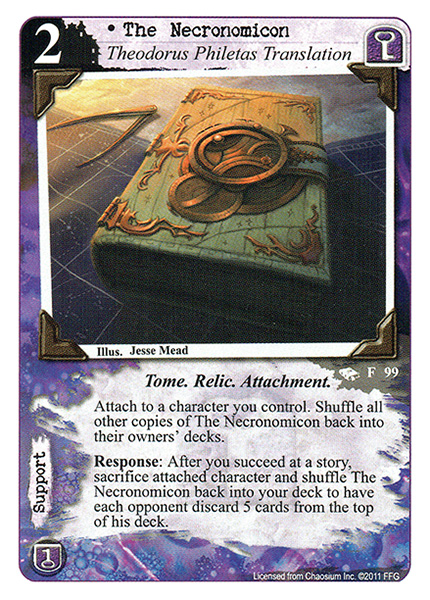 2
• The Necronomicon
Theodorus Philetas Translation
Illus. Jesse Mead
F 99
Tome. Relic. Attachment.
Attach to a character you control. Shuffle all
other copies of The Necronomicon back into
their owners' decks.
Response: After you succeed at a story,
sacrifice attached character and shuffle The
Necronomicon back into your deck to have
each opponent discard 5 cards from the top
of his deck.
Support
1
Licensed from Chaosium Inc. ©2011 FFG